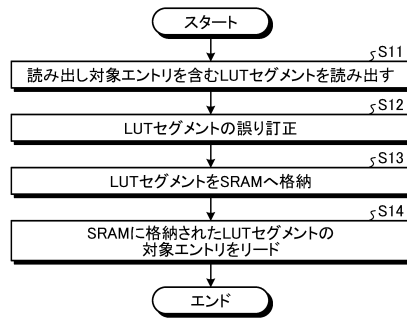 スタート
S11
読み出し対象エントリを含むLUTセグメントを読み出す
S12
LUTセグメントの誤り訂正
S13
LUTセグメントをSRAMへ格納
S14
SRAMに格納されたLUTセグメントの
対象エントリをリード
エンド